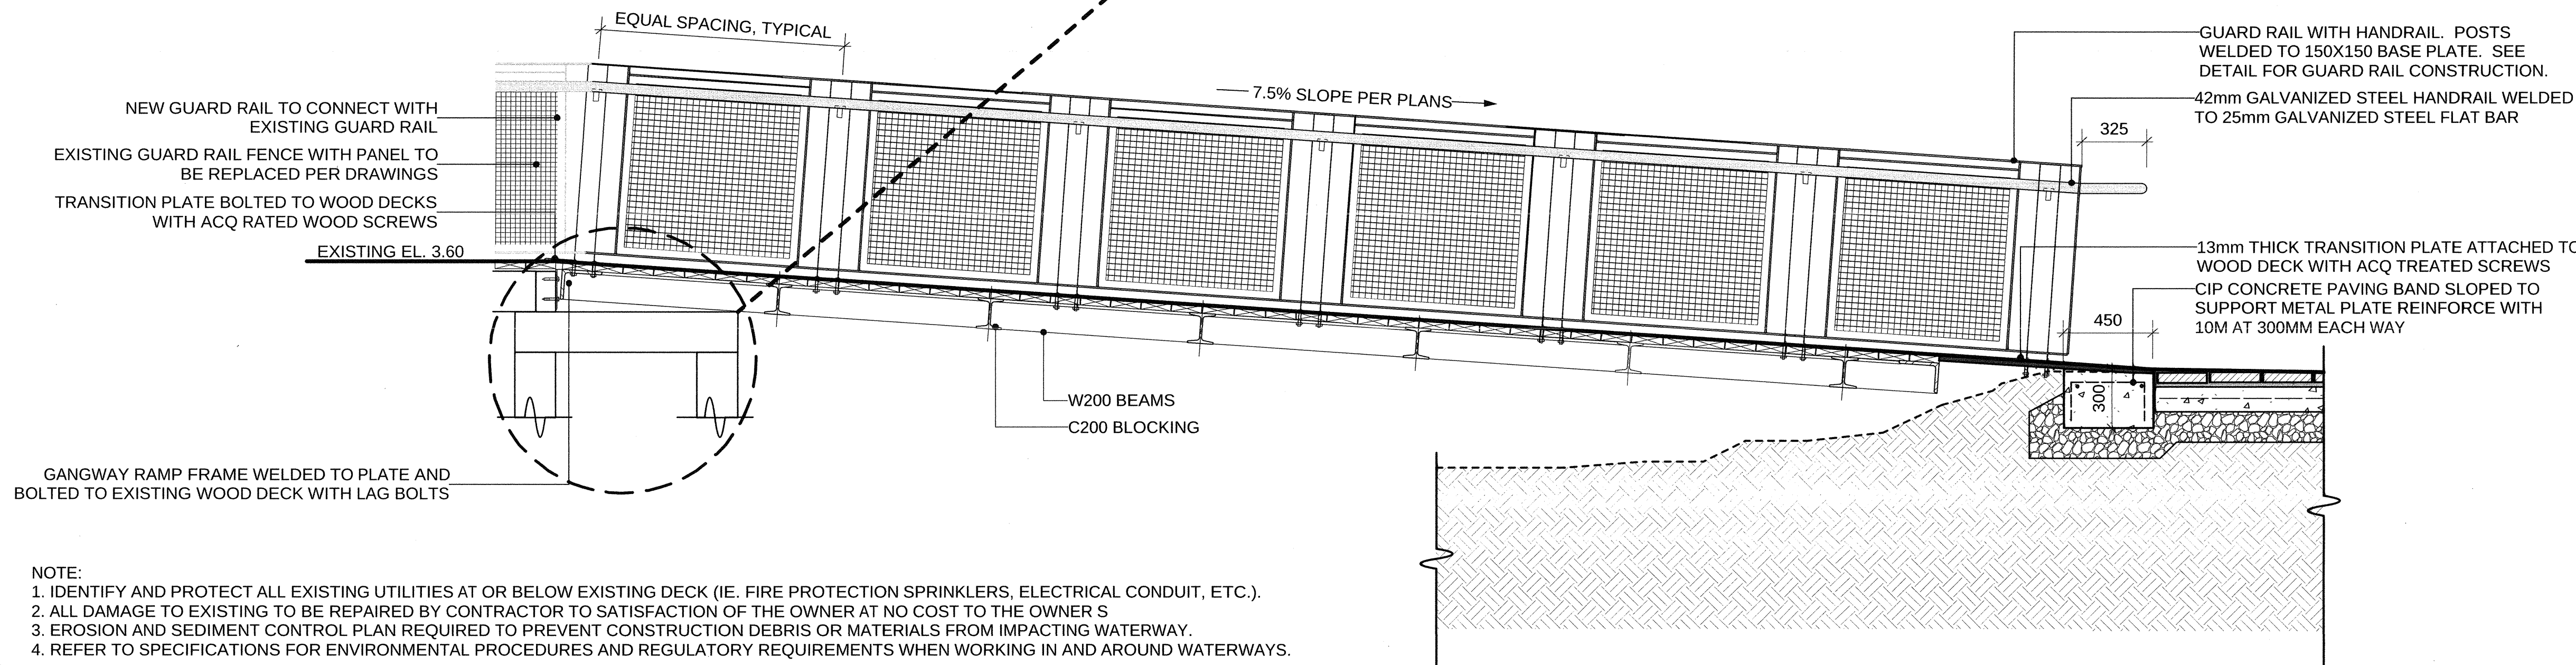 EQUAL SPACING, TYPICAL
NEW GUARD RAIL TO CONNECT WITH
EXISTING GUARD RAIL
EXISTING GUARD RAIL FENCE WITH PANEL TO
BE REPLACED PER DRAWINGS
TRANSITION PLATE BOLTED TO WOOD DECKS
WITH ACQ RATED WOOD SCREWS
EXISTING EL. 3.60
7.5% SLOPE PER PLANS
GUARD RAIL WITH HANDRAIL. POSTS
WELDED TO 150X150 BASE PLATE. SEE
DETAIL FOR GUARD RAIL CONSTRUCTION.
42mm GALVANIZED STEEL HANDRAIL WELDED
TO 25mm GALVANIZED STEEL FLAT BAR
325
13mm THICK TRANSITION PLATE ATTACHED TO
WOOD DECK WITH ACQ TREATED SCREWS
CIP CONCRETE PAVING BAND SLOPED TO
SUPPORT METAL PLATE REINFORCE WITH
10M AT 300MM EACH WAY
450
300
W200 BEAMS
C200 BLOCKING
GANGWAY RAMP FRAME WELDED TO PLATE AND
BOLTED TO EXISTING WOOD DECK WITH LAG BOLTS
NOTE:
1. IDENTIFY AND PROTECT ALL EXISTING UTILITIES AT OR BELOW EXISTING DECK (IE. FIRE PROTECTION SPRINKLERS, ELECTRICAL CONDUIT, ETC.).
2. ALL DAMAGE TO EXISTING TO BE REPAIRED BY CONTRACTOR TO SATISFACTION OF THE OWNER AT NO COST TO THE OWNER S
3. EROSION AND SEDIMENT CONTROL PLAN REQUIRED TO PREVENT CONSTRUCTION DEBRIS OR MATERIALS FROM IMPACTING WATERWAY.
4. REFER TO SPECIFICATIONS FOR ENVIRONMENTAL PROCEDURES AND REGULATORY REQUIREMENTS WHEN WORKING IN AND AROUND WATERWAYS.